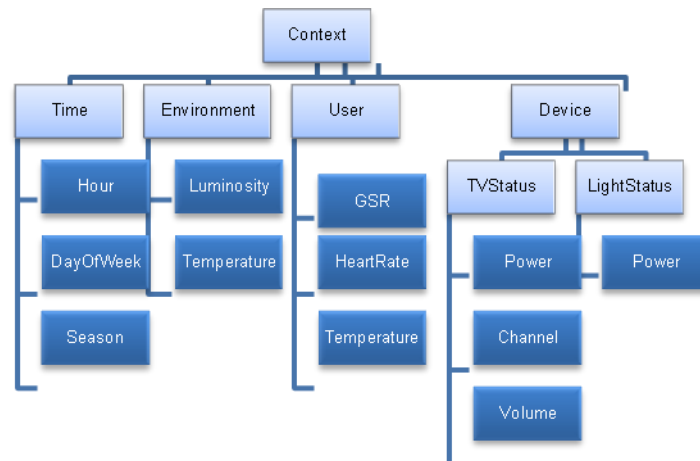 Context
Time
Environment
User
Device
Hour
Luminosity
GSR
TVStatus
LightStatus
DayOfWeek
Temperature
HeartRate
Power
Power
Season
Temperature
Channel
Volume